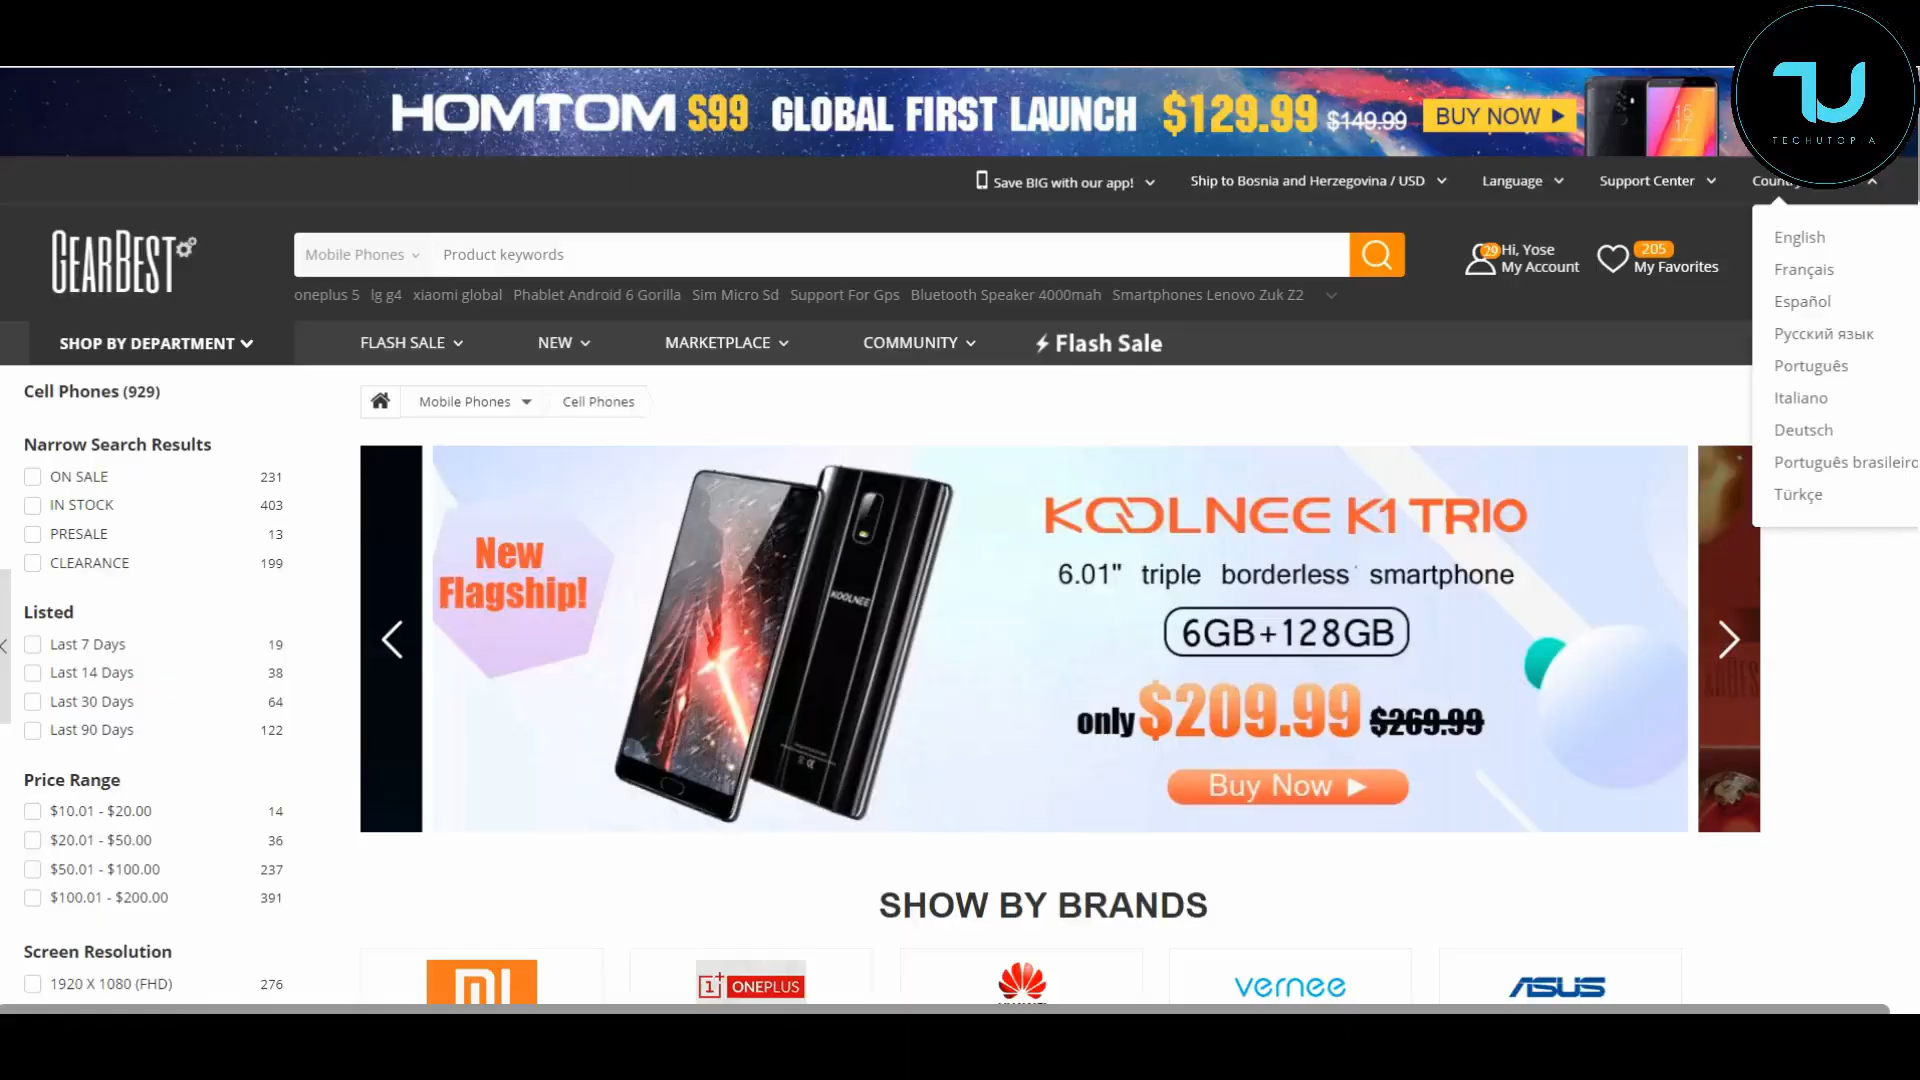 HOMTOM S99 GLOBAL FIRST LAUNCH $129.99 $149.99 BUY NOW
TECHUTOPIA
Save BIG with our app! Ship to Bosnia and Herzegovina / USD Language Support Center
GEARBEST
Mobile Phones Product keywords
29 Hi, Yose
My Account
205
My Favorites
oneplus 5 lg g4 xiaomi global Phablet Android 6 Gorilla Sim Micro Sd Support For Gps Bluetooth Speaker 4000mah Smartphones Lenovo Zuk Z2
English
Français
Español
Русский язык
Português
Italiano
Deutsch
Português brasileiro
Türkçe
SHOP BY DEPARTMENT FLASH SALE NEW MARKETPLACE COMMUNITY Flash Sale
Cell Phones (929)
Mobile Phones Cell Phones
Narrow Search Results
ON SALE 231
IN STOCK 403
PRESALE 13
CLEARANCE 199
Listed
Last 7 Days 19
Last 14 Days 38
Last 30 Days 64
Last 90 Days 122
Price Range
$10.01 - $20.00 14
$20.01 - $50.00 36
$50.01 - $100.00 237
$100.01 - $200.00 391
Screen Resolution
1920 X 1080 (FHD) 276
New
Flagship!
KOOLNEE
KOOLNEE K1 TRIO
6.01" triple borderless smartphone
6GB+128GB
only $209.99 $269.99
Buy Now
SHOW BY BRANDS
MI
1+ ONEPLUS
vernee
ASUS